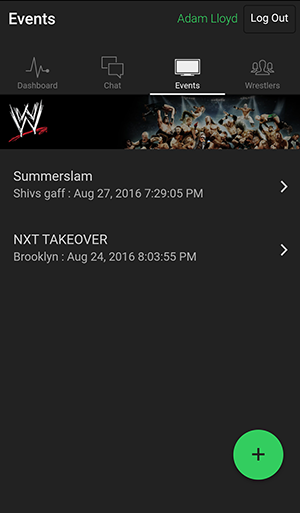 Events
Adam Lloyd
Log Out
Dashboard
Chat
Events
Wrestlers
W
Summerslam
Shivs gaff : Aug 27, 2016 7:29:05 PM
NXT TAKEOVER
Brooklyn : Aug 24, 2016 8:03:55 PM
+